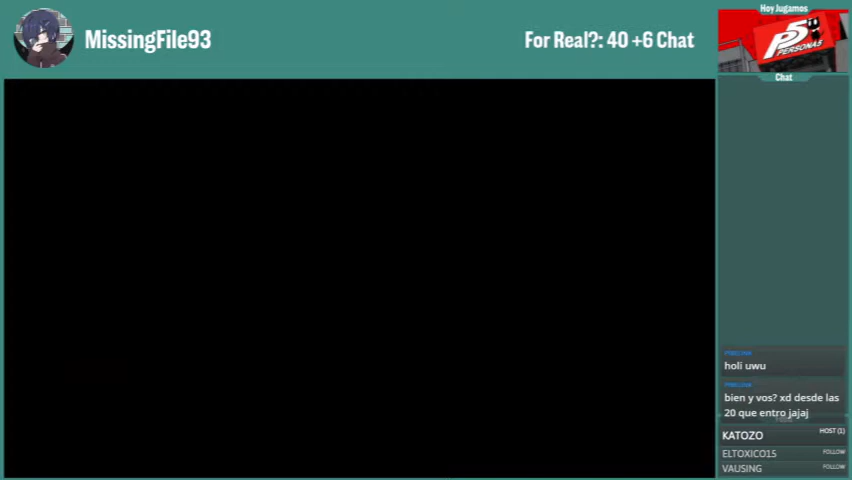 Hoy Jugamos
MissingFile93
For Real?: 40 +6 Chat
P5
PERSONA5
Chat
holi uwu
bien y vos? xd desde las
20 que entro jajaj
KATOZO HOST (1)
ELTOXICO15 FOLLOW
VAUSING FOLLOW